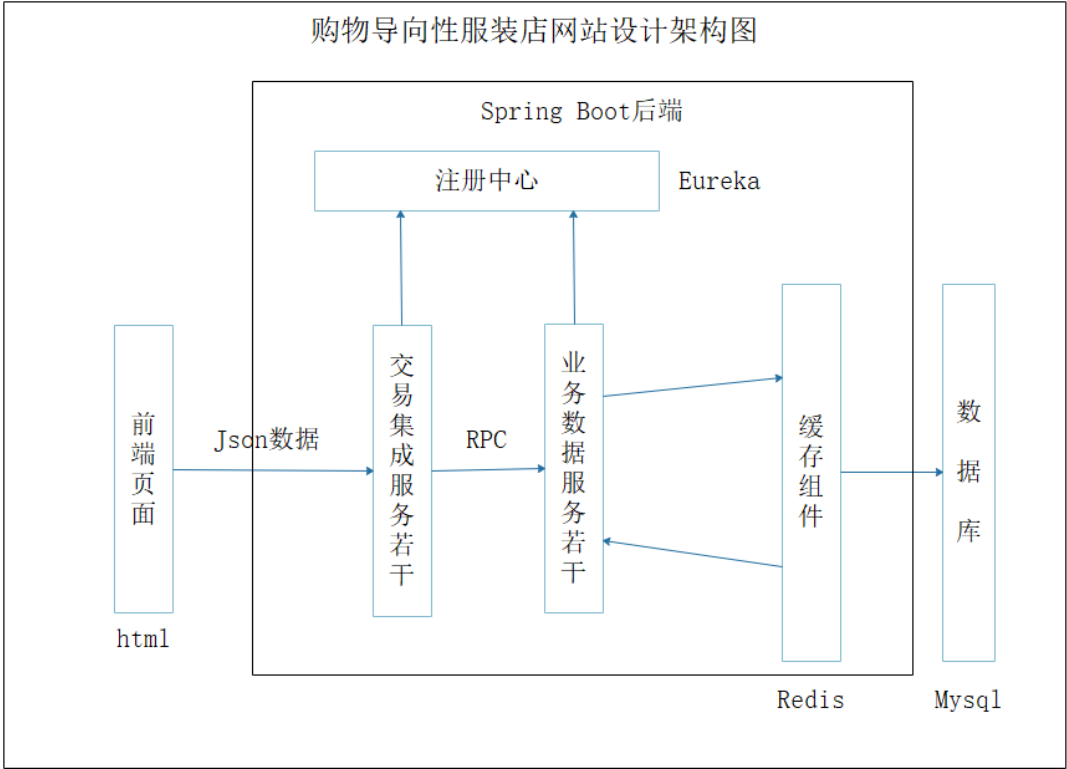 购物导向性服装店网站设计架构图
Spring Boot后端
注册中心
Eureka
前端页面
html
Json数据
交易集成服务若干
RPC
业务数据服务若干
缓存组件
Redis
数据库
Mysql